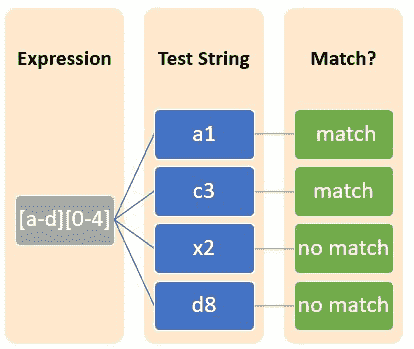 Expression Test String Match?
a1 match
c3 match
[a-d][0-4]
x2 no match
d8 no match